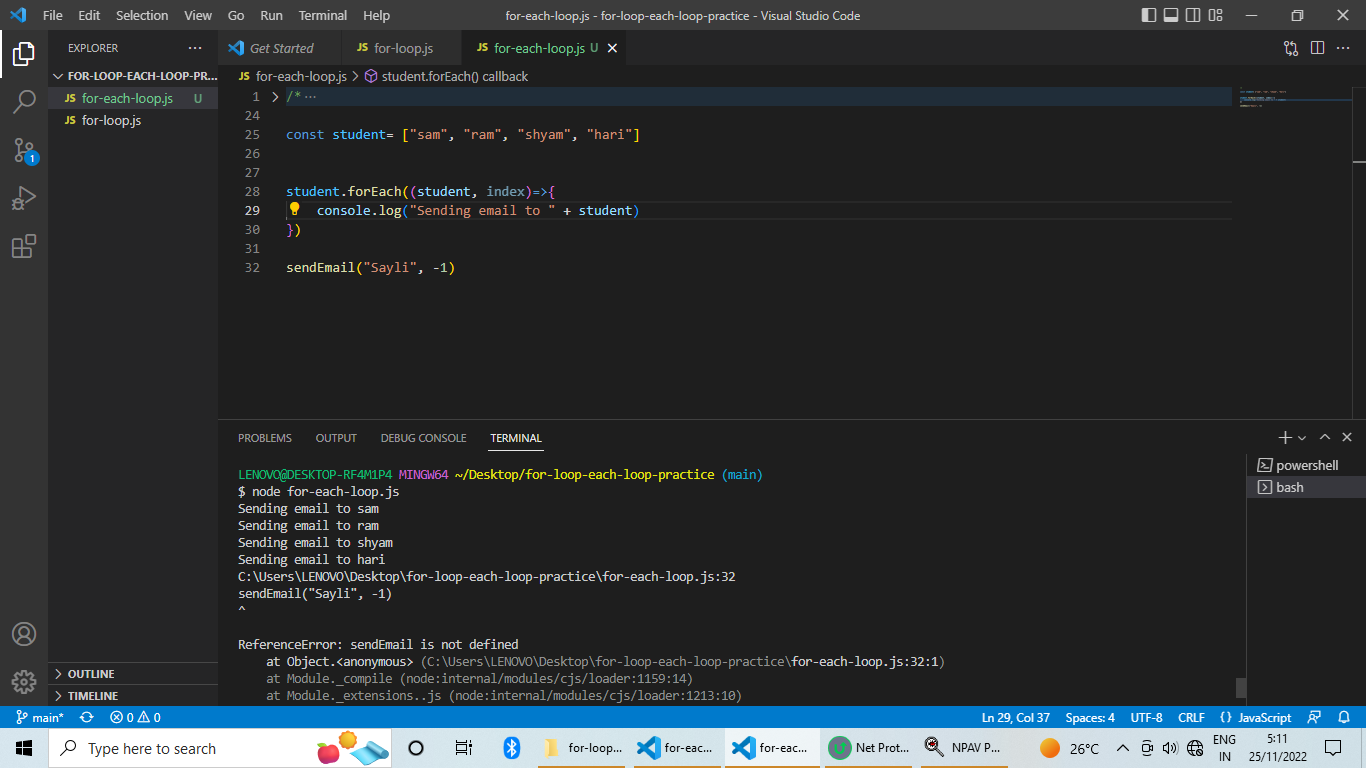 File Edit Selection View Go Run Terminal Help for-each-loop.js - for-loop-each-loop-practice - Visual Studio Code
EXPLORER
FOR-LOOP-EACH-LOOP-PR...
JS for-each-loop.js U
JS for-loop.js
OUTLINE
TIMELINE
1
Get Started JS for-loop.js JS for-each-loop.js U
JS for-each-loop.js > student.forEach() callback
1 /* ...
24
25 const student= ["sam", "ram", "shyam", "hari"]
26
27
28 student.forEach((student, index)=>{
29 console.log("Sending email to " + student)
30 })
31
32 sendEmail("Sayli", -1)
PROBLEMS OUTPUT DEBUG CONSOLE TERMINAL
powershell
bash
LENOVO@DESKTOP-RF4M1P4 MINGW64 ~/Desktop/for-loop-each-loop-practice (main)
$ node for-each-loop.js
Sending email to sam
Sending email to ram
Sending email to shyam
Sending email to hari
C:\Users\LENOVO\Desktop\for-loop-each-loop-practice\for-each-loop.js:32
sendEmail("Sayli", -1)
^
ReferenceError: sendEmail is not defined
at Object.<anonymous> (C:\Users\LENOVO\Desktop\for-loop-each-loop-practice\for-each-loop.js:32:1)
at Module._compile (node:internal/modules/cjs/loader:1159:14)
at Module._extensions..js (node:internal/modules/cjs/loader:1213:10)
main* 0 0 Ln 29, Col 37 Spaces: 4 UTF-8 CRLF {} JavaScript
Type here to search for-loop... for-eac... for-eac... Net Prot... NPAV P... 26°C ENG IN 5:11 25/11/2022